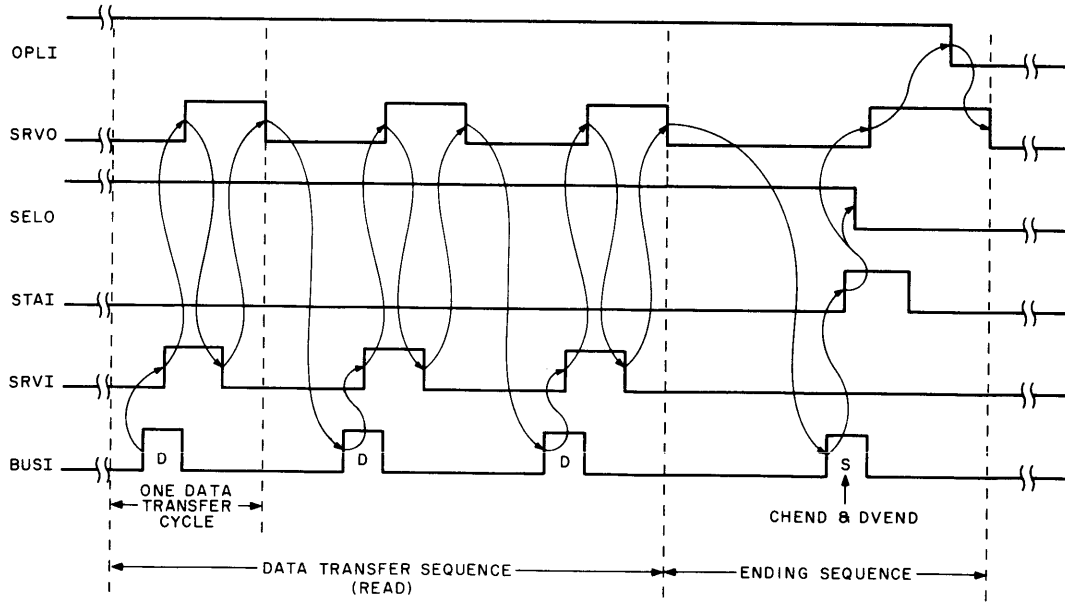 OPLI
SRVO
SELO
STAI
SRVI
BUSI
D
D
D
S
ONE DATA
TRANSFER
CYCLE
CHEND & DVEND
DATA TRANSFER SEQUENCE
(READ)
ENDING SEQUENCE